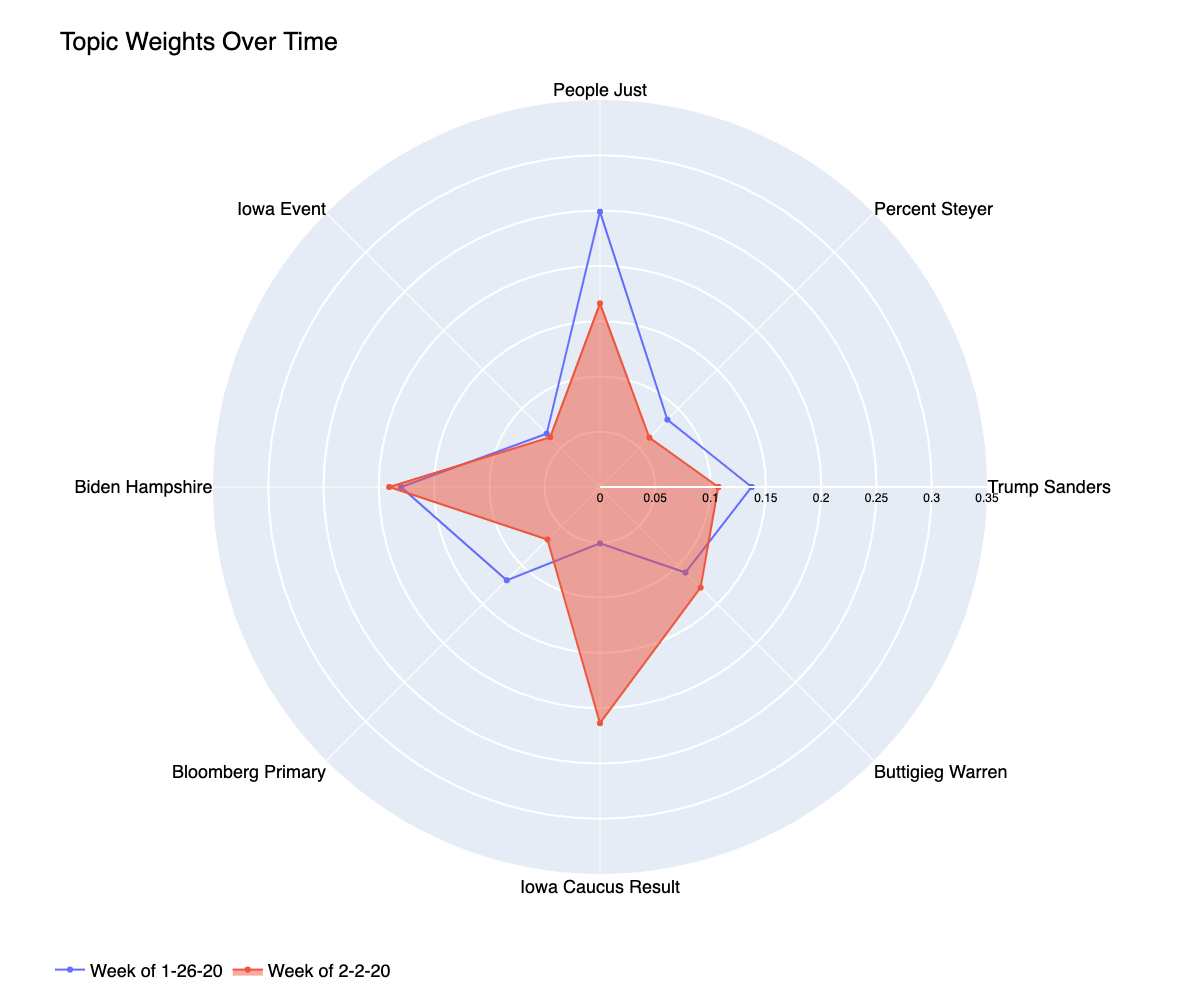 Topic Weights Over Time
People Just
Iowa Event
Percent Steyer
Biden Hampshire
Trump Sanders
0 0.05 0.1 0.15 0.2 0.25 0.3 0.35
Bloomberg Primary
Buttigieg Warren
Iowa Caucus Result
Week of 1-26-20
Week of 2-2-20